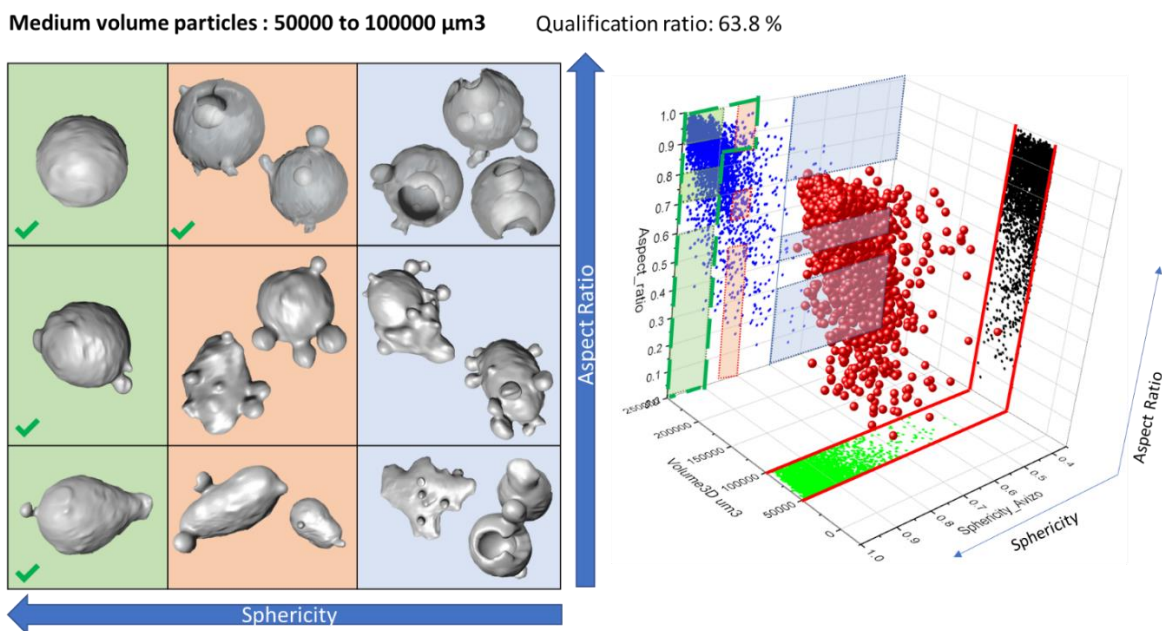 Medium volume particles : 50000 to 100000 µm3
Qualification ratio: 63.8 %
Aspect Ratio
Sphericity
1.0
0.9
0.8
0.7
0.6
0.5
0.4
0.3
0.2
0.1
Aspect_ratio
200000
150000
100000
50000
0
Volume3D um3
1.0
0.9
0.8
0.7
0.6
0.5
0.4
Sphericity_Avizo
Sphericity
Aspect Ratio